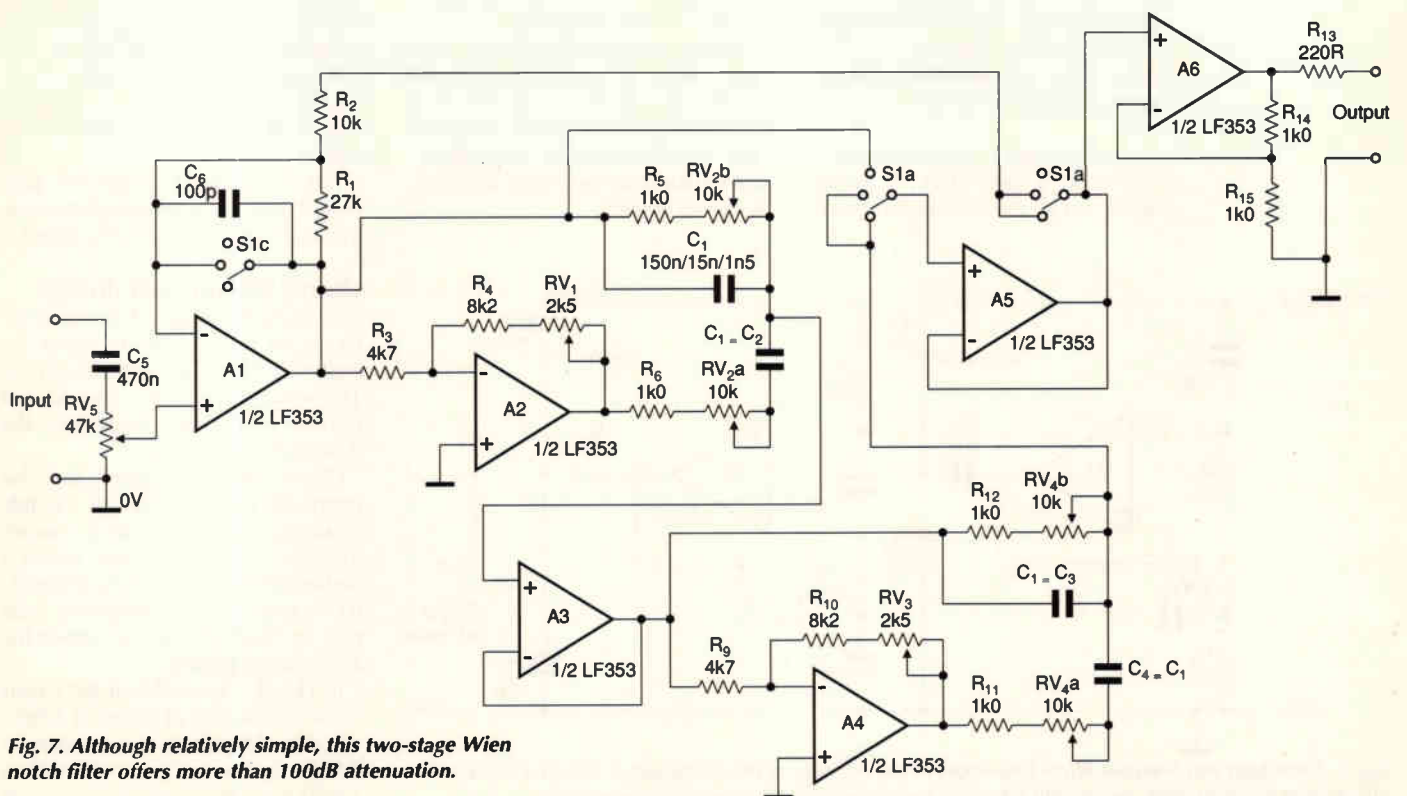 R13
220R
A6
1/2 LF353
R14
1k0
Output
R15
1k0
R2
10k
C6
100p
R1
27k
S1c
R5
1k0
RV2b
10k
S1a
S1a
C1
150n/15n/1n5
A5
1/2 LF353
R4
8k2
RV1
2k5
C1 = C2
Input
C5
470n
RV5
47k
0V
A1
1/2 LF353
R3
4k7
A2
1/2 LF353
R6
1k0
RV2a
10k
R12
1k0
RV4b
10k
C1 = C3
A3
1/2 LF353
R9
4k7
R10
8k2
RV3
2k5
C4 = C1
A4
1/2 LF353
R11
1k0
RV4a
10k
Fig. 7. Although relatively simple, this two-stage Wien
notch filter offers more than 100dB attenuation.